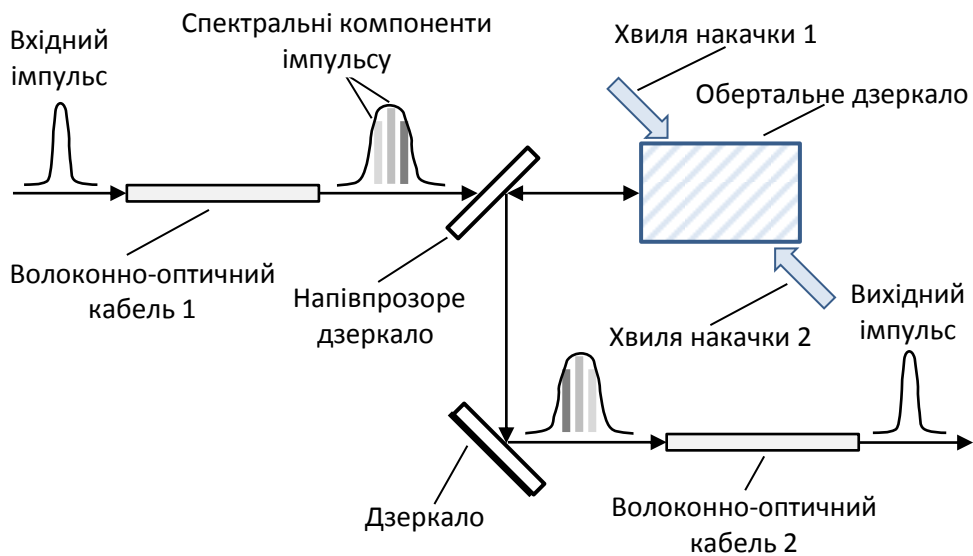 Вхідний
імпульс
Спектральні компоненти
імпульсу
Хвиля накачки 1
Обертальне дзеркало
Волоконно-оптичний
кабель 1
Напівпрозоре
дзеркало
Хвиля накачки 2
Вихідний
імпульс
Дзеркало
Волоконно-оптичний
кабель 2